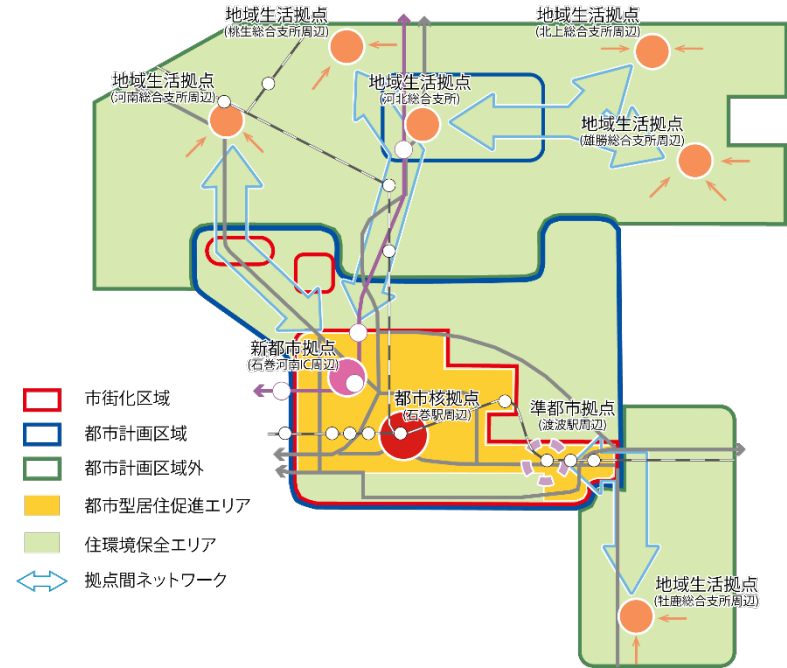 地域生活拠点
(桃生総合支所周辺)
地域生活拠点
(北上総合支所周辺)
地域生活拠点
(河南総合支所周辺)
地域生活拠点
(河北総合支所)
地域生活拠点
(雄勝総合支所周辺)
新都市拠点
(石巻河南IC周辺)
都市核拠点
(石巻駅周辺)
準都市拠点
(渡波駅周辺)
地域生活拠点
(牡鹿総合支所周辺)
市街化区域
都市計画区域
都市計画区域外
都市型居住促進エリア
住環境保全エリア
拠点間ネットワーク